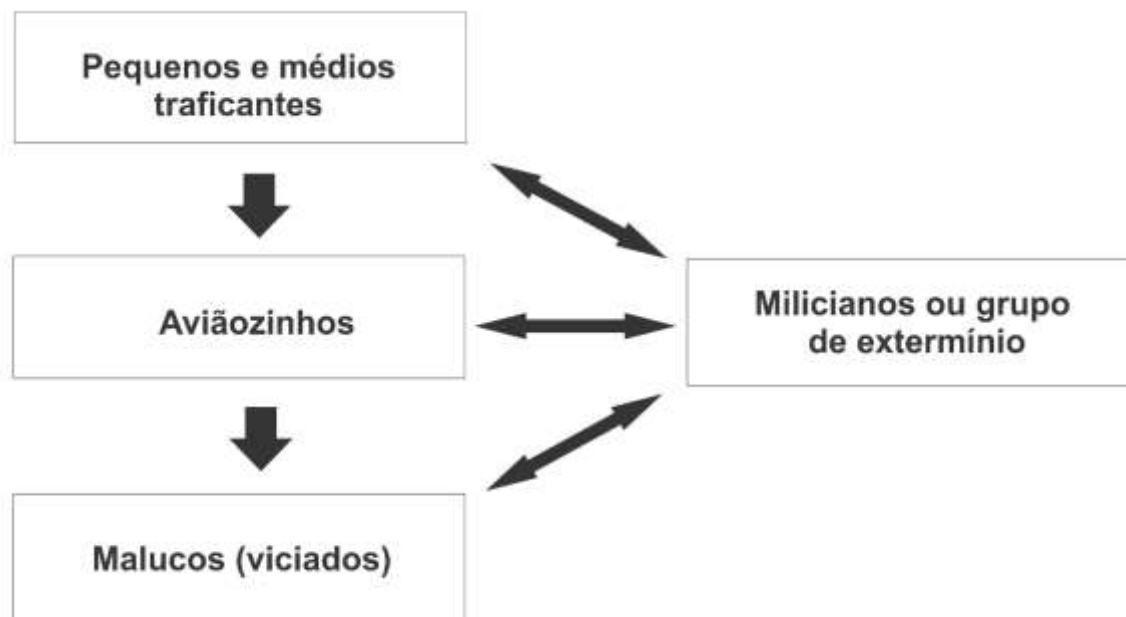 Pequenos e médios
traficantes
Aviãozinhos
Milicianos ou grupo
de extermínio
Malucos (viciados)